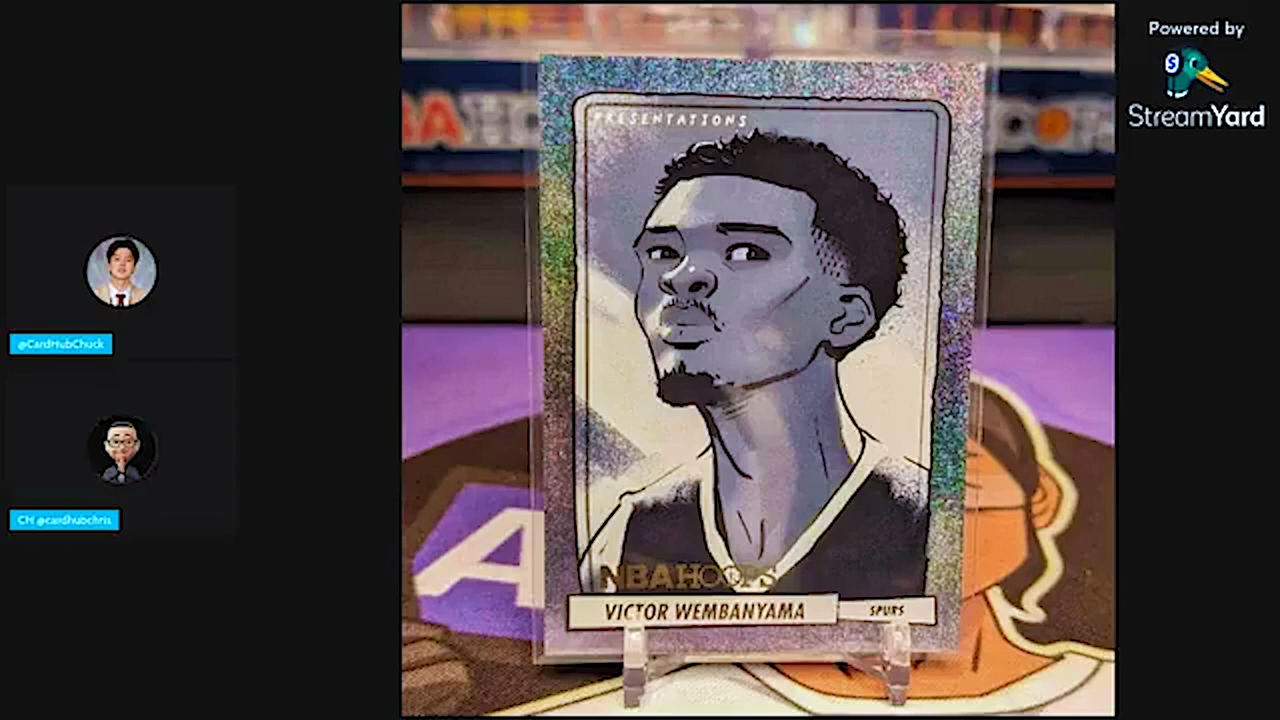 Powered by
StreamYard
PRESENTATIONS
@CardHubChuck
CH @cardhubchris
A
NBA HOOPS
VICTOR WEMBANYAMA
SPURS